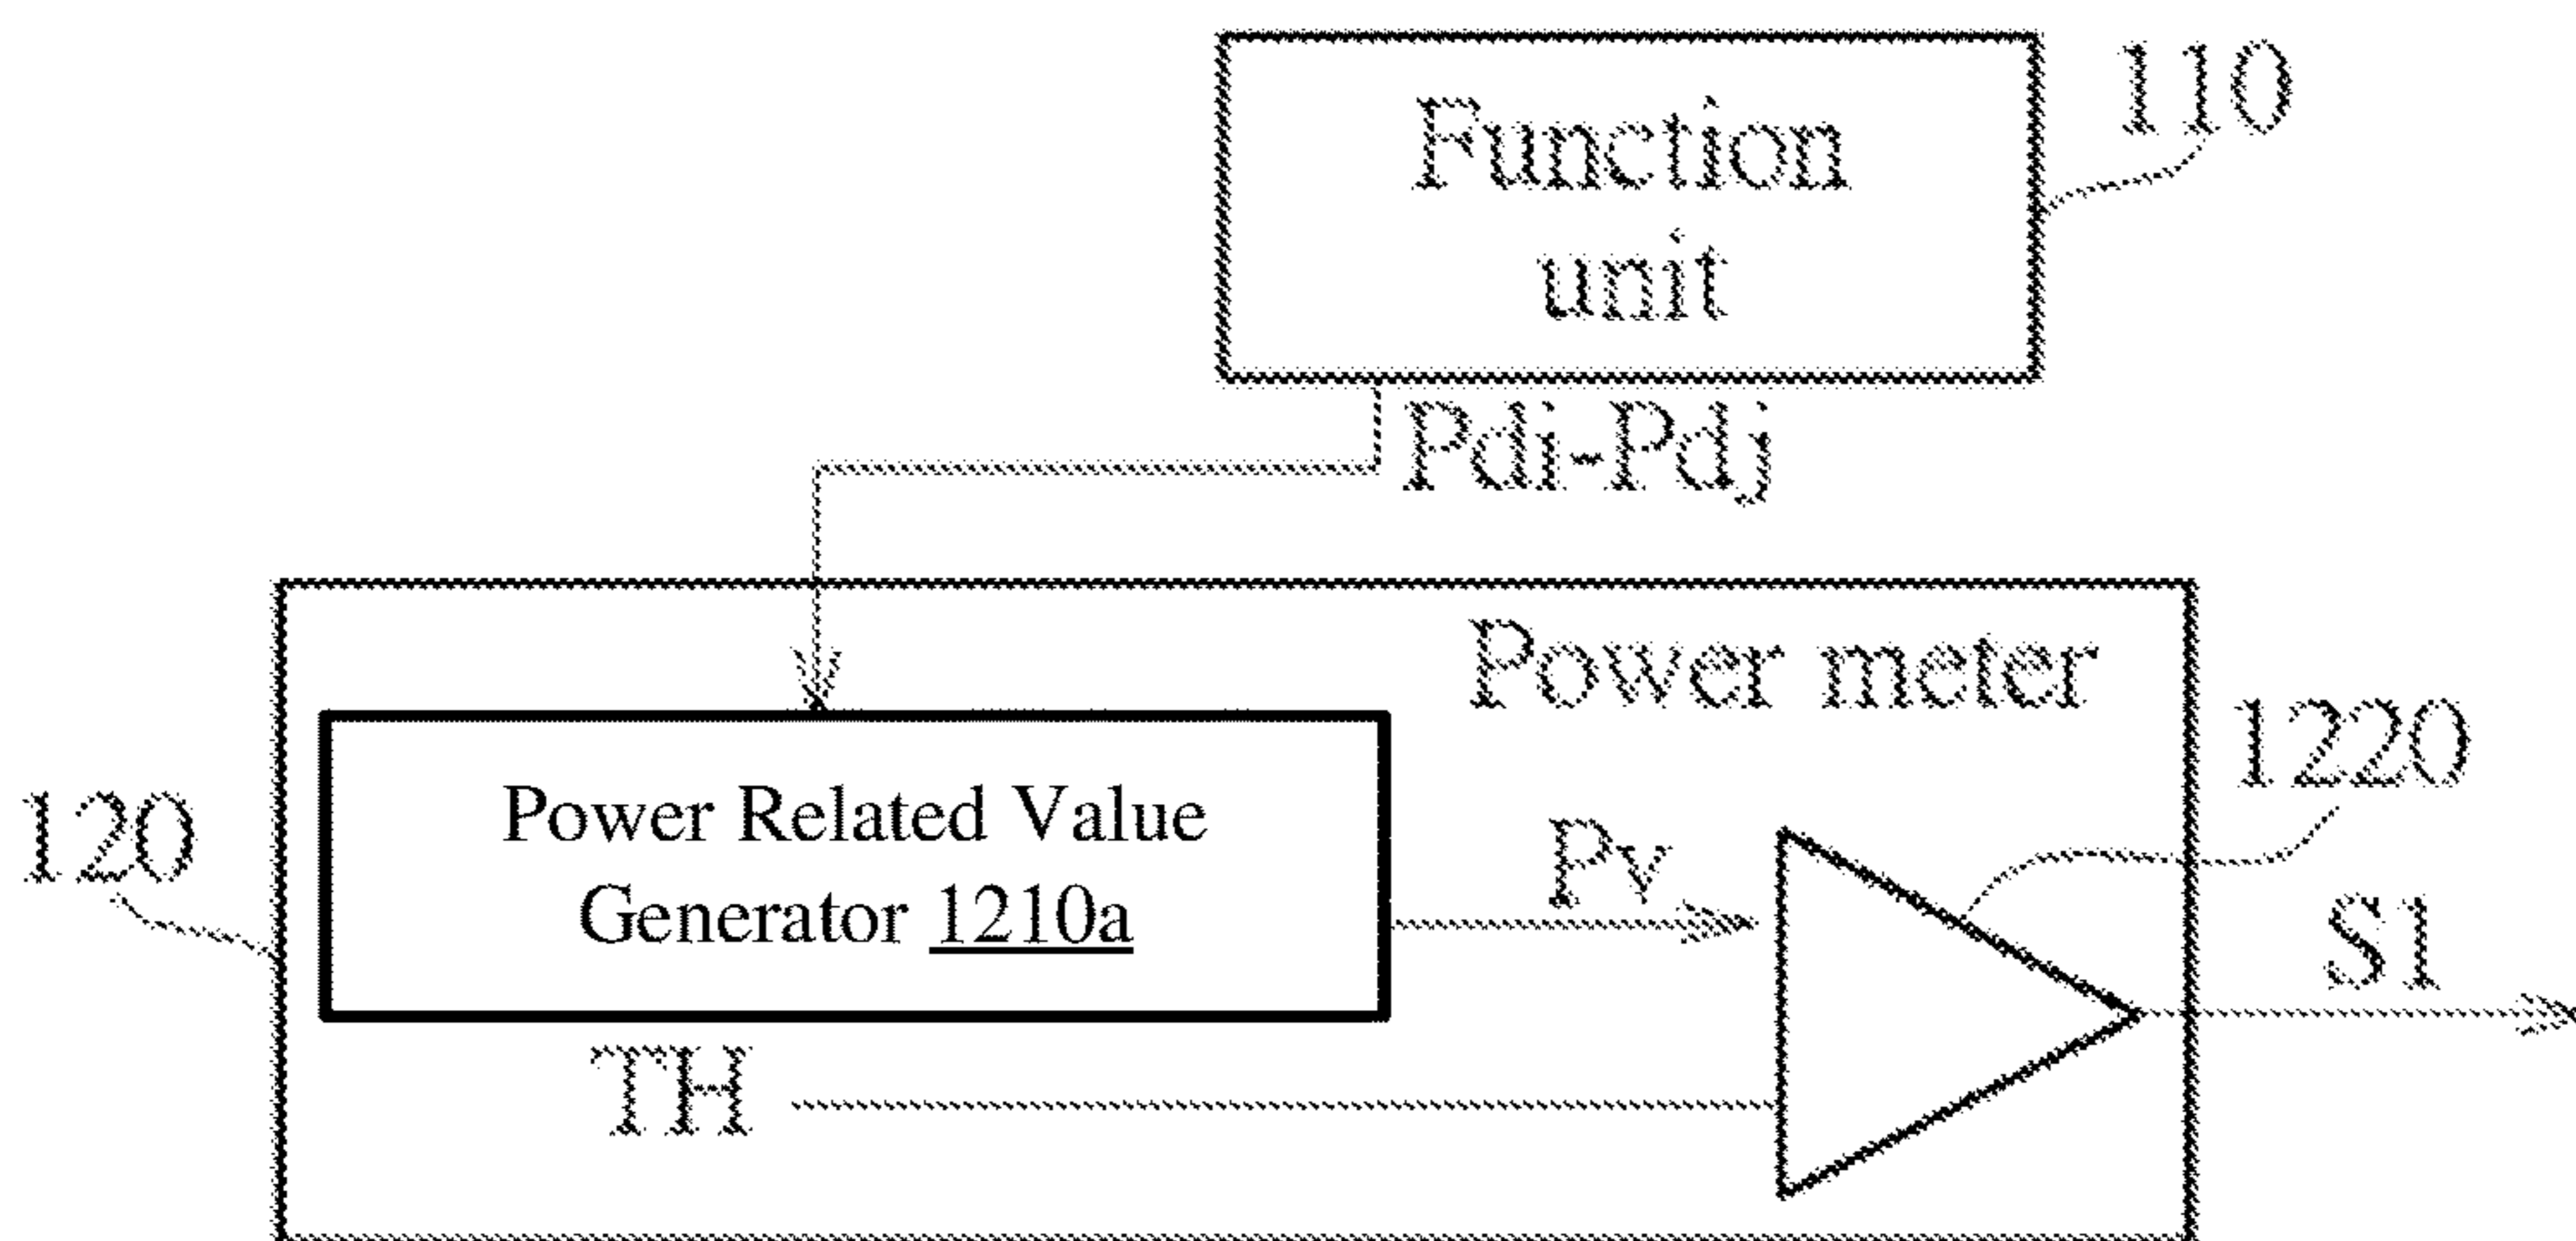 Function
unit
110
Pdi-Pdj
Power meter
1220
120
Power Related Value
Generator 1210a
Pv
S1
TH